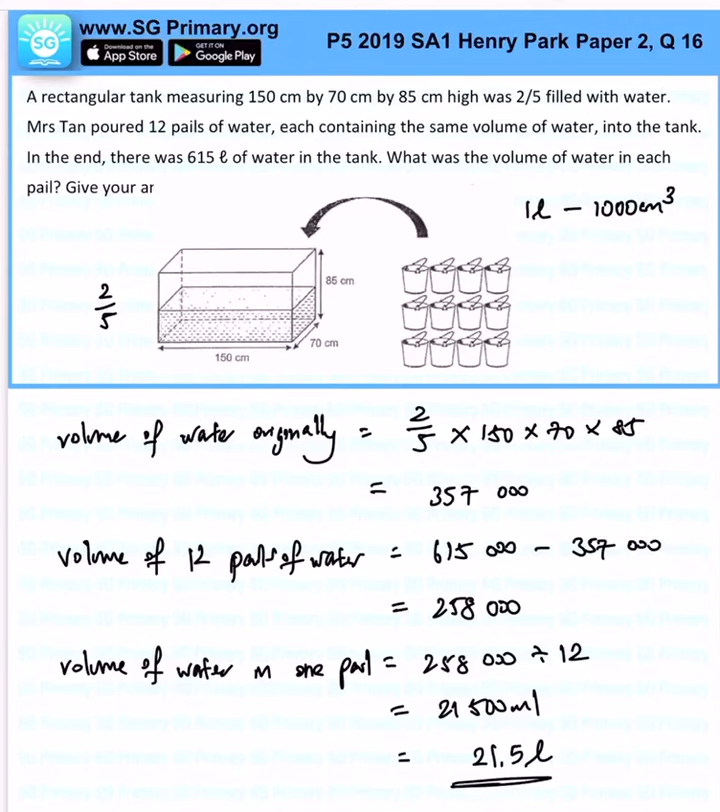 www.SG Primary.org
SG
Download on the
App Store
GET IT ON
Google Play
P5 2019 SA1 Henry Park Paper 2, Q 16
A rectangular tank measuring 150 cm by 70 cm by 85 cm high was 2/5 filled with water.
Mrs Tan poured 12 pails of water, each containing the same volume of water, into the tank.
In the end, there was 615 ℓ of water in the tank. What was the volume of water in each
pail? Give your ar
1ℓ - 1000cm³
2/5
85 cm
70 cm
150 cm
volume of water originally = 2/5 × 150 × 70 × 85
= 357 000
volume of 12 pails of water = 615 000 - 357 000
= 258 000
volume of water in one pail = 258 000 ÷ 12
= 21 500ml
= 21.5ℓ